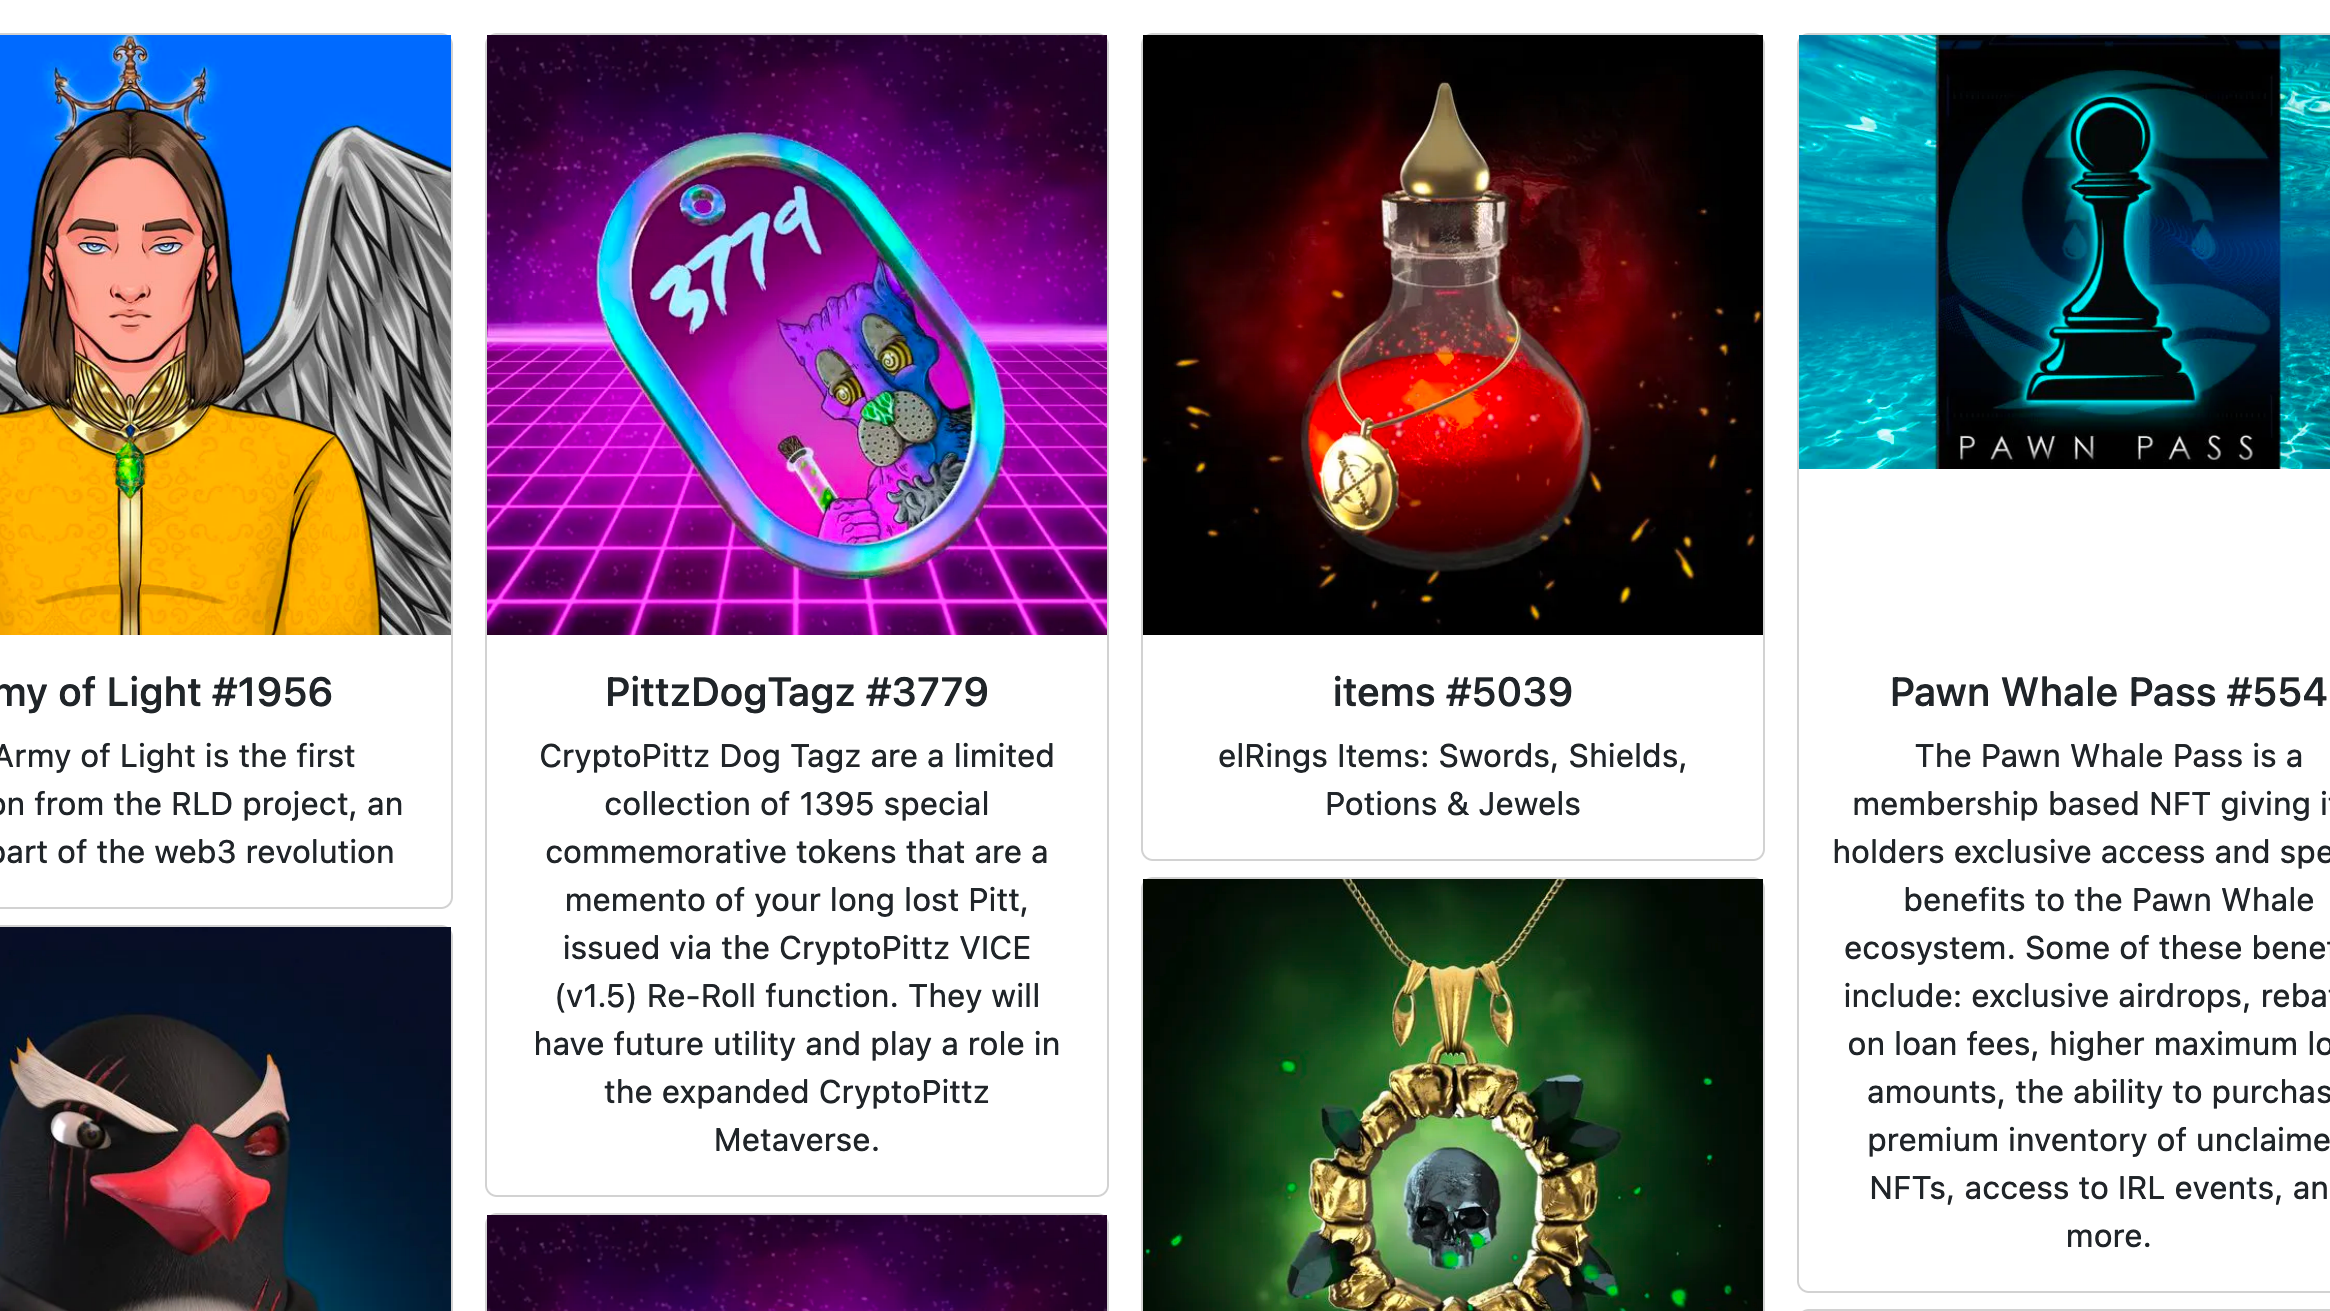 my of Light #1956
Army of Light is the first
on from the RLD project, an
part of the web3 revolution
3779
PittzDogTagz #3779
CryptoPittz Dog Tagz are a limited
collection of 1395 special
commemorative tokens that are a
memento of your long lost Pitt,
issued via the CryptoPittz VICE
(v1.5) Re-Roll function. They will
have future utility and play a role in
the expanded CryptoPittz
Metaverse.
items #5039
elRings Items: Swords, Shields,
Potions & Jewels
PAWN PASS
Pawn Whale Pass #554
The Pawn Whale Pass is a
membership based NFT giving
holders exclusive access and spe
benefits to the Pawn Whale
ecosystem. Some of these bene
include: exclusive airdrops, reba
on loan fees, higher maximum lo
amounts, the ability to purchas
premium inventory of unclaime
NFTs, access to IRL events, an
more.